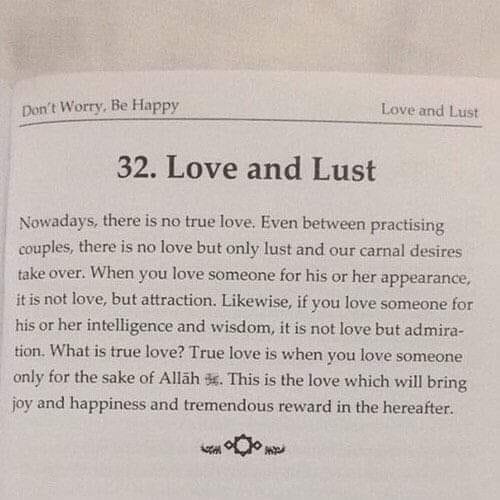 Don't Worry, Be Happy
Love and Lust
32. Love and Lust
Nowadays, there is no true love. Even between practising
couples, there is no love but only lust and our carnal desires
take over. When you love someone for his or her appearance,
it is not love, but attraction. Likewise, if you love someone for
his or her intelligence and wisdom, it is not love but admira-
tion. What is true love? True love is when you love someone
only for the sake of Allāh. This is the love which will bring
joy and happiness and tremendous reward in the hereafter.